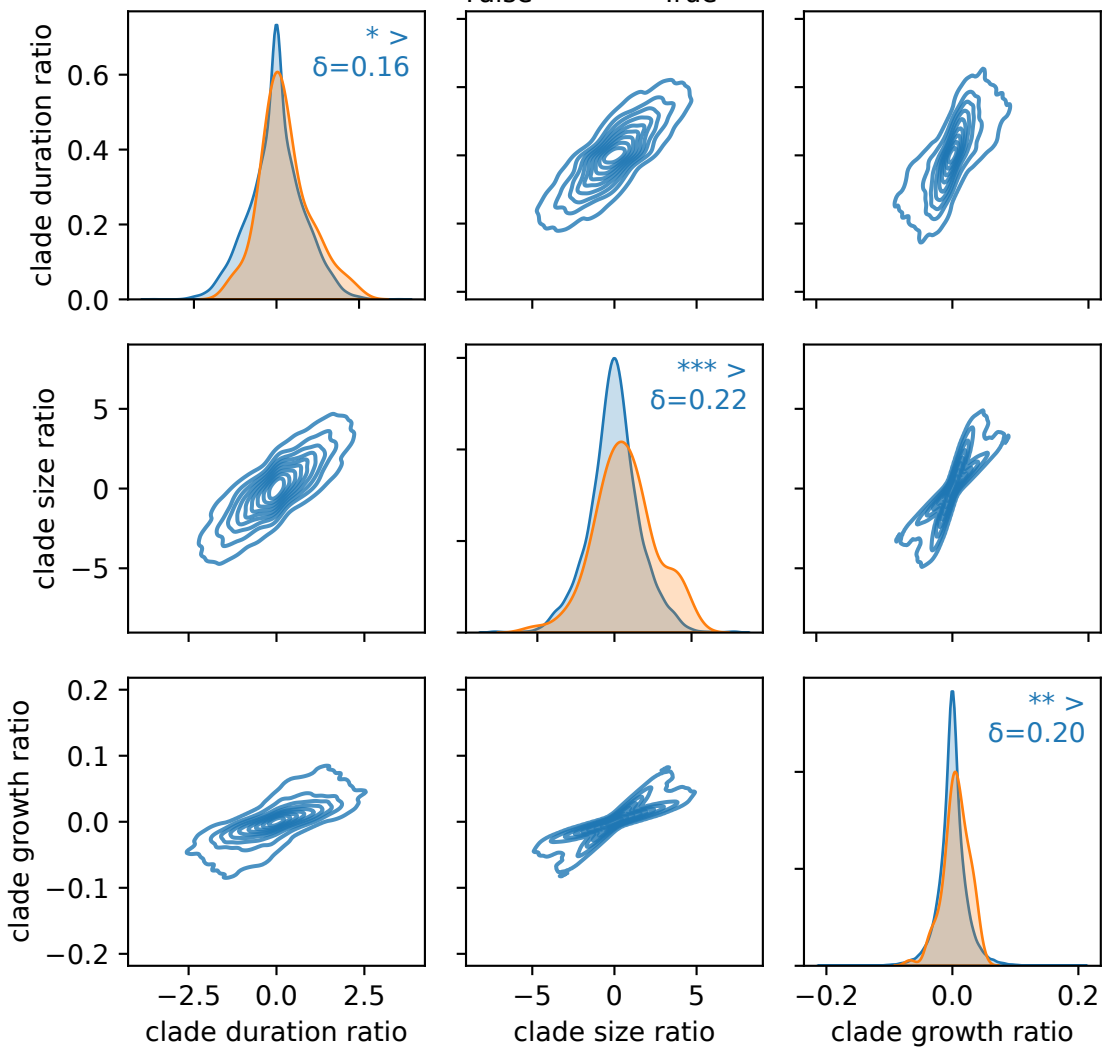 False True
clade duration ratio
0.6
0.4
0.2
0.0
* >
δ=0.16
clade size ratio
5
0
−5
*** >
δ=0.22
clade growth ratio
0.2
0.1
0.0
−0.1
−0.2
** >
δ=0.20
−2.5 0.0 2.5
−5 0 5
−0.2 0.0 0.2
clade duration ratio
clade size ratio
clade growth ratio